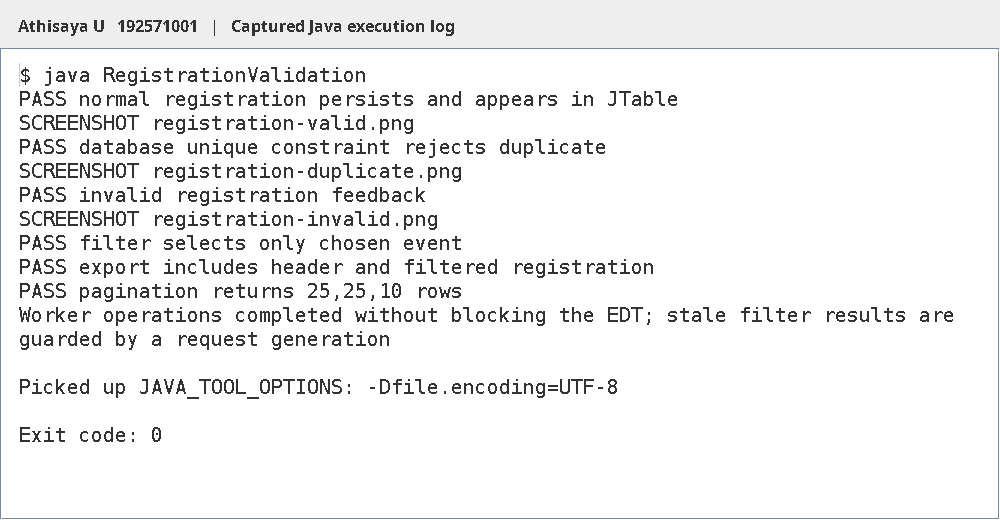 Athisaya U 192571001 | Captured Java execution log
$ java RegistrationValidation
PASS normal registration persists and appears in JTable
SCREENSHOT registration-valid.png
PASS database unique constraint rejects duplicate
SCREENSHOT registration-duplicate.png
PASS invalid registration feedback
SCREENSHOT registration-invalid.png
PASS filter selects only chosen event
PASS export includes header and filtered registration
PASS pagination returns 25,25,10 rows
Worker operations completed without blocking the EDT; stale filter results are
guarded by a request generation
Picked up JAVA_TOOL_OPTIONS: -Dfile.encoding=UTF-8
Exit code: 0